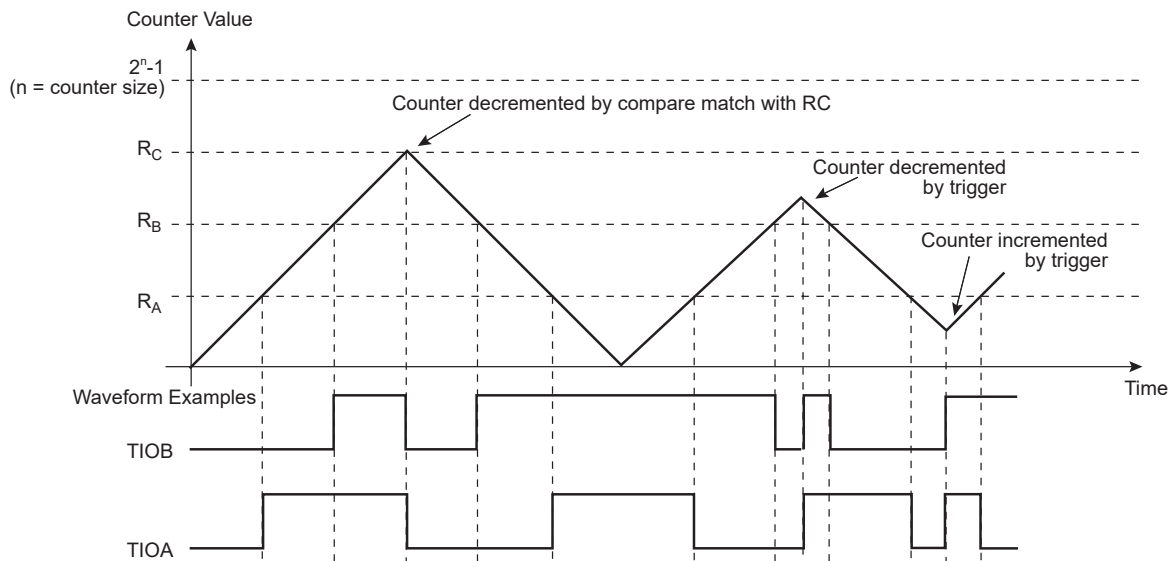 Counter Value
2ⁿ-1
(n = counter size)
Counter decremented by compare match with RC
R_C
Counter decremented
by trigger
R_B
Counter incremented
by trigger
R_A
Time
Waveform Examples
TIOB
TIOA